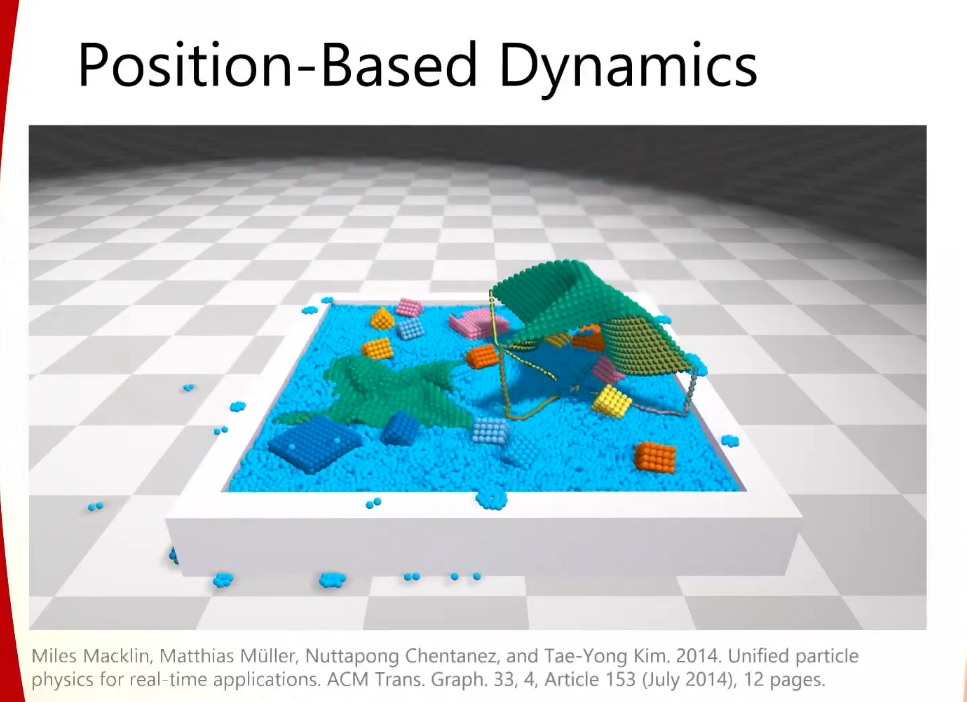 Position-Based Dynamics
Miles Macklin, Matthias Müller, Nuttapong Chentanez, and Tae-Yong Kim. 2014. Unified particle
physics for real-time applications. ACM Trans. Graph. 33, 4, Article 153 (July 2014), 12 pages.